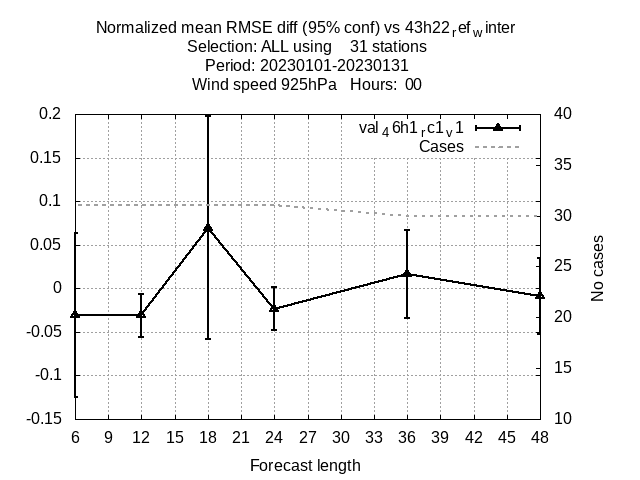 Normalized mean RMSE diff (95% conf) vs 43h22refwinter
Selection: ALL using 31 stations
Period: 20230101-20230131
Wind speed 925hPa Hours: 00
val46h1rc1v1
Cases
0.2
0.15
0.1
0.05
0
-0.05
-0.1
-0.15
40
35
30
25
20
15
10
No cases
6 9 12 15 18 21 24 27 30 33 36 39 42 45 48
Forecast length